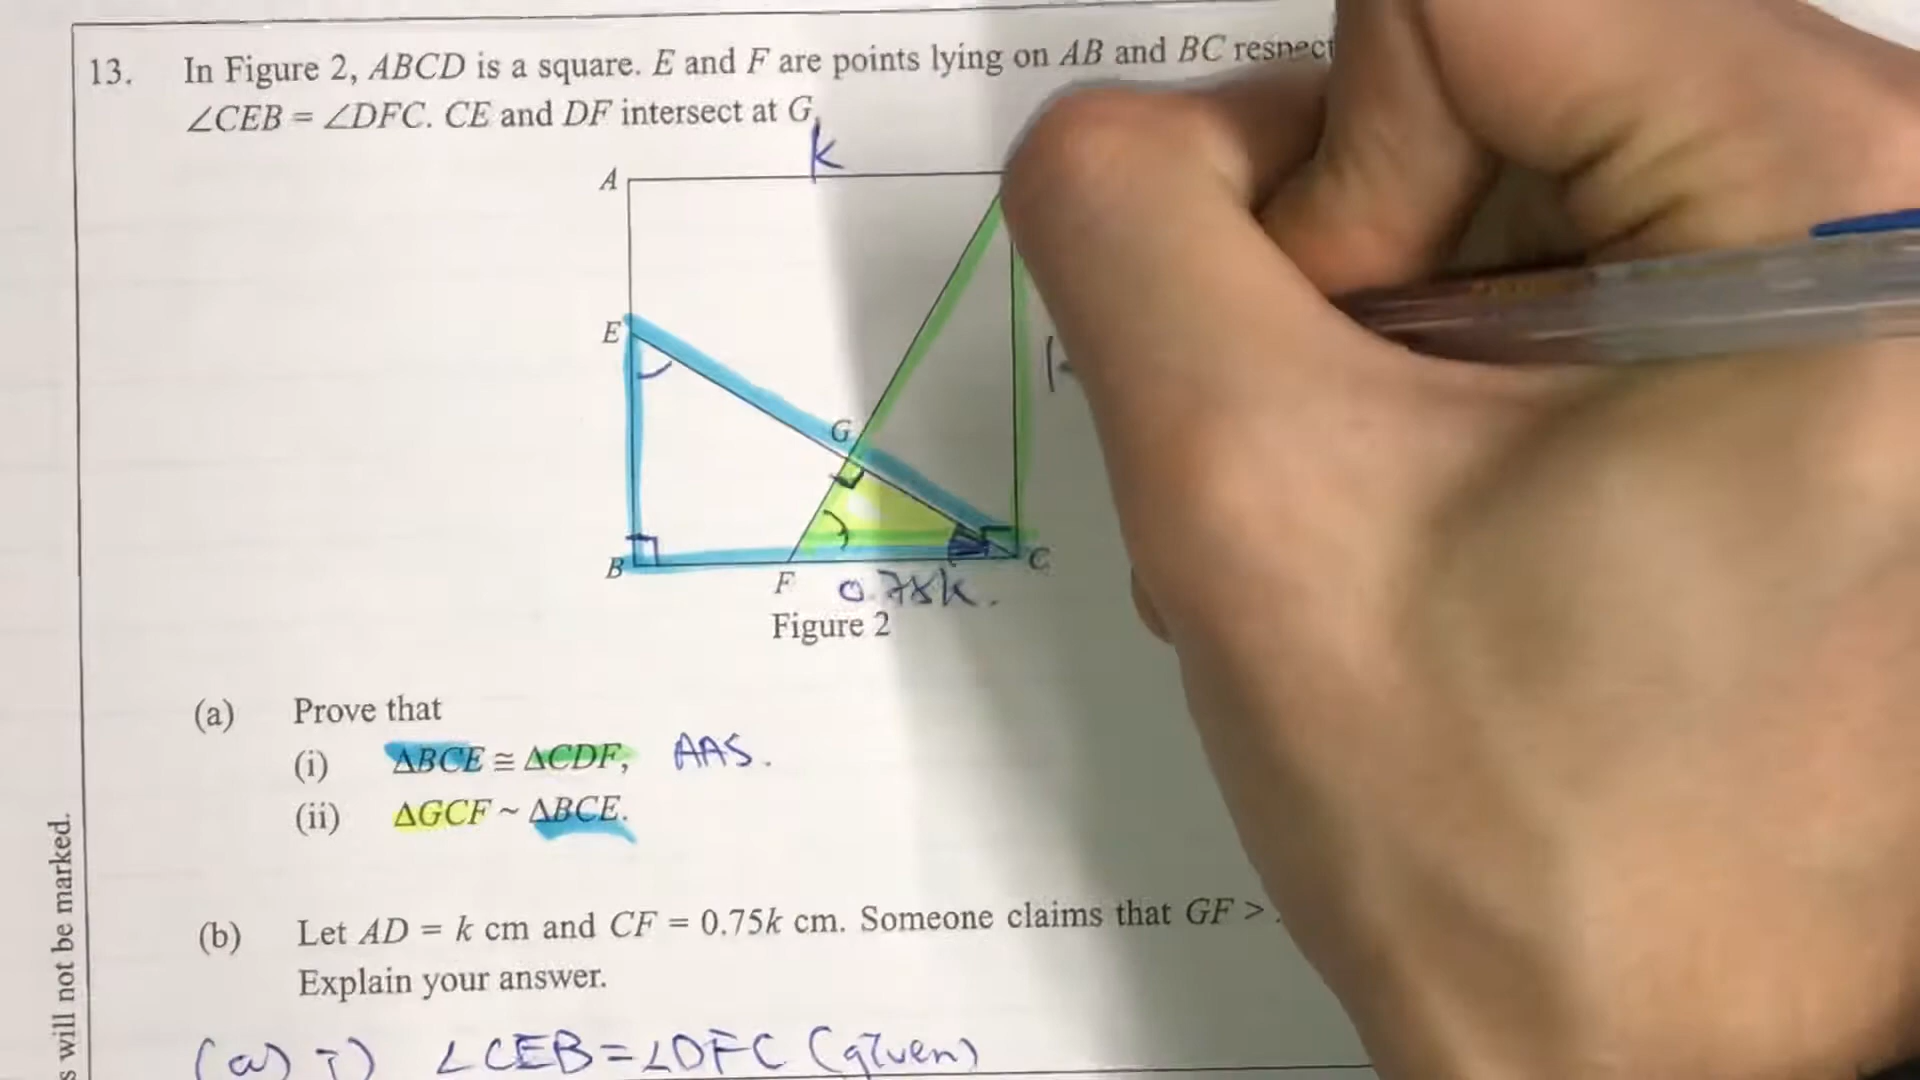 13. In Figure 2, ABCD is a square. E and F are points lying on AB and BC
∠CEB = ∠DFC. CE and DF intersect at G.
k
A
E
G
B
F
C
0.75k.
Figure 2
(a) Prove that
(i) ΔBCE ≅ ΔCDF, AAS.
(ii) ΔGCF ~ ΔBCE.
(b) Let AD = k cm and CF = 0.75k cm. Someone claims that GF >
Explain your answer.
(a) i) ∠CEB = ∠DFC (given)
will not be marked.